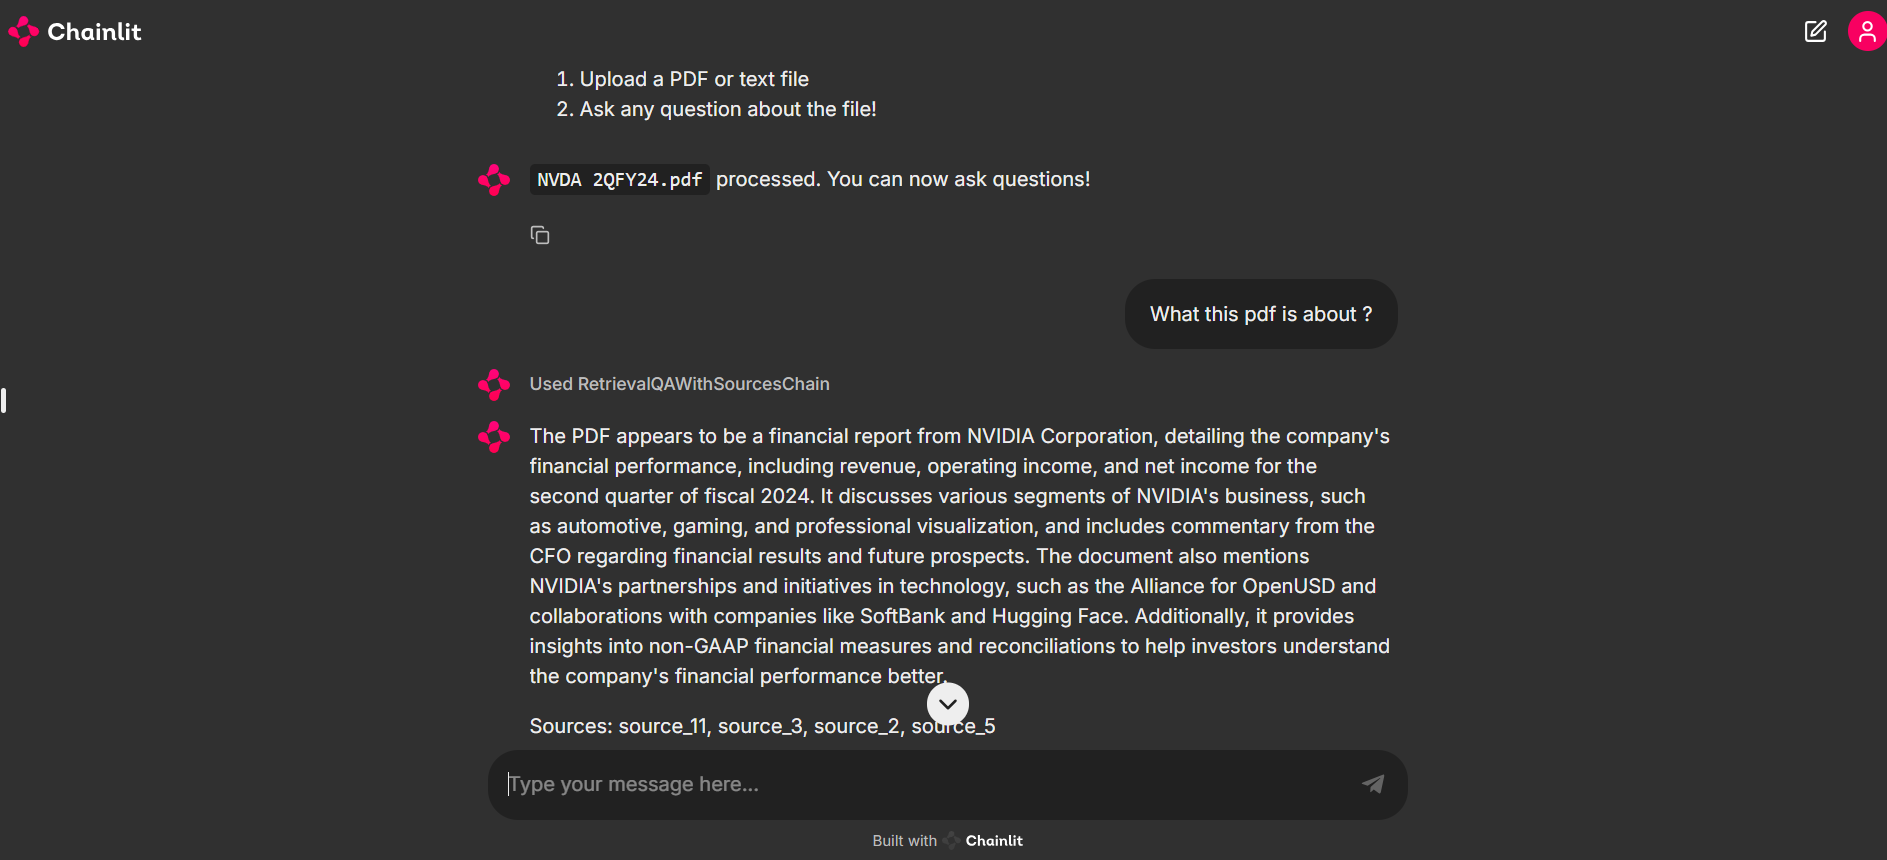 Chainlit
1. Upload a PDF or text file
2. Ask any question about the file!
NVDA 2QFY24.pdf processed. You can now ask questions!
What this pdf is about ?
Used RetrievalQAWithSourcesChain
The PDF appears to be a financial report from NVIDIA Corporation, detailing the company's
financial performance, including revenue, operating income, and net income for the
second quarter of fiscal 2024. It discusses various segments of NVIDIA's business, such
as automotive, gaming, and professional visualization, and includes commentary from the
CFO regarding financial results and future prospects. The document also mentions
NVIDIA's partnerships and initiatives in technology, such as the Alliance for OpenUSD and
collaborations with companies like SoftBank and Hugging Face. Additionally, it provides
insights into non-GAAP financial measures and reconciliations to help investors understand
the company's financial performance better.
Sources: source_11, source_3, source_2, source_5
Type your message here...
Built with Chainlit